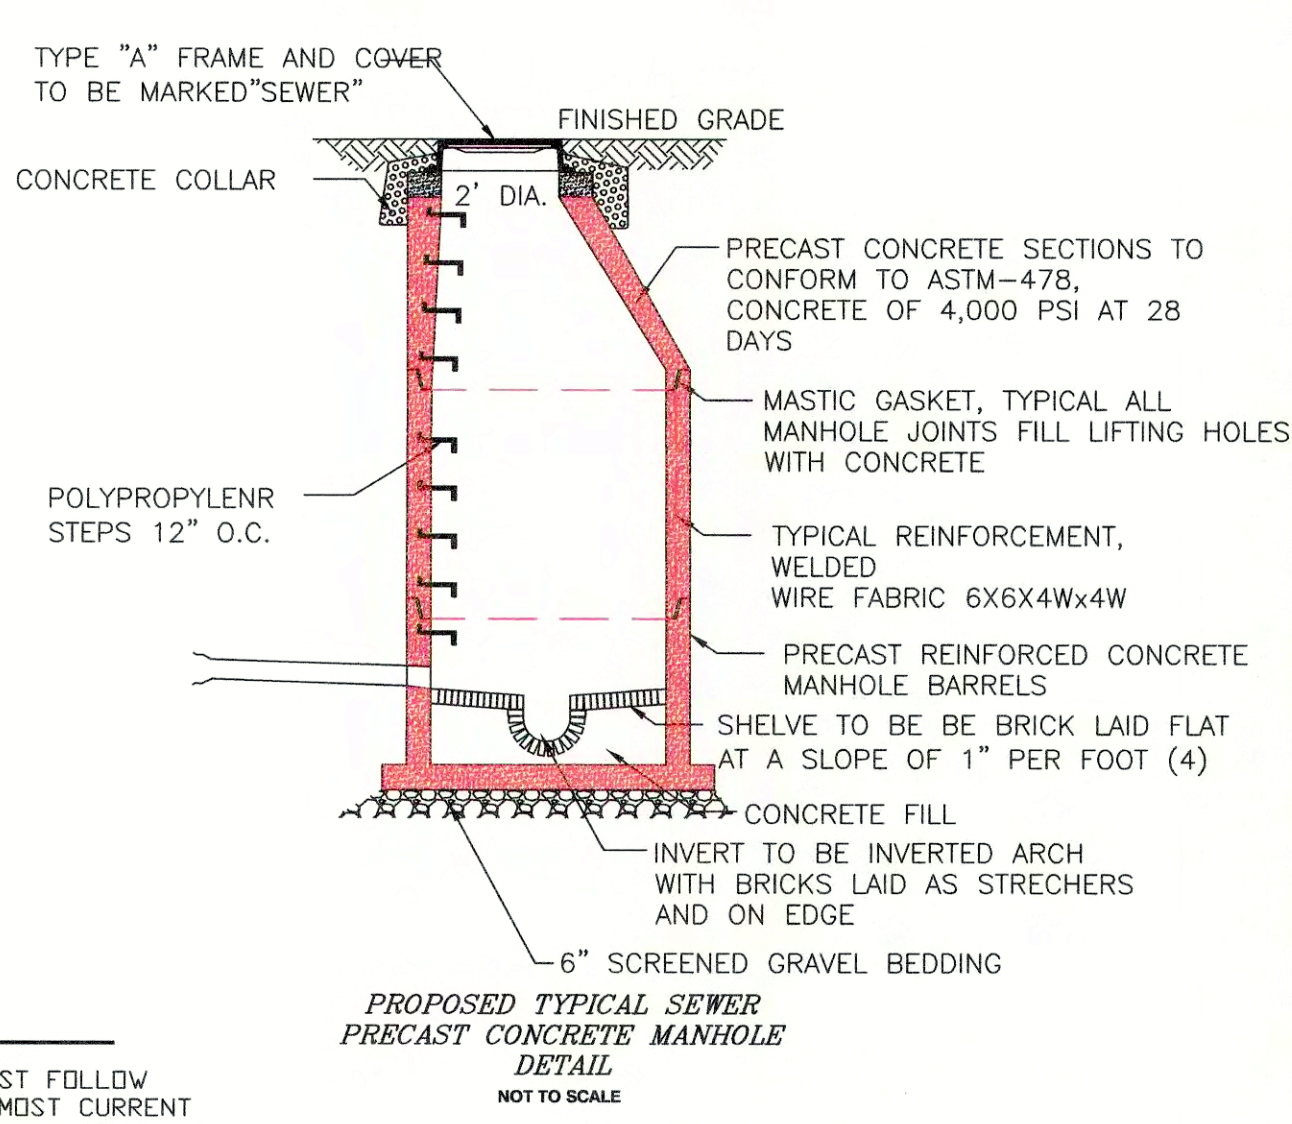 TYPE "A" FRAME AND COVER
TO BE MARKED"SEWER"
FINISHED GRADE
CONCRETE COLLAR
2' DIA.
PRECAST CONCRETE SECTIONS TO
CONFORM TO ASTM-478,
CONCRETE OF 4,000 PSI AT 28
DAYS
MASTIC GASKET, TYPICAL ALL
MANHOLE JOINTS FILL LIFTING HOLES
WITH CONCRETE
POLYPROPYLENR
STEPS 12" O.C.
TYPICAL REINFORCEMENT,
WELDED
WIRE FABRIC 6X6X4Wx4W
PRECAST REINFORCED CONCRETE
MANHOLE BARRELS
SHELVE TO BE BE BRICK LAID FLAT
AT A SLOPE OF 1" PER FOOT (4)
CONCRETE FILL
INVERT TO BE INVERTED ARCH
WITH BRICKS LAID AS STRECHERS
AND ON EDGE
6" SCREENED GRAVEL BEDDING
PROPOSED TYPICAL SEWER
PRECAST CONCRETE MANHOLE
DETAIL
NOT TO SCALE
ST FOLLOW
MOST CURRENT